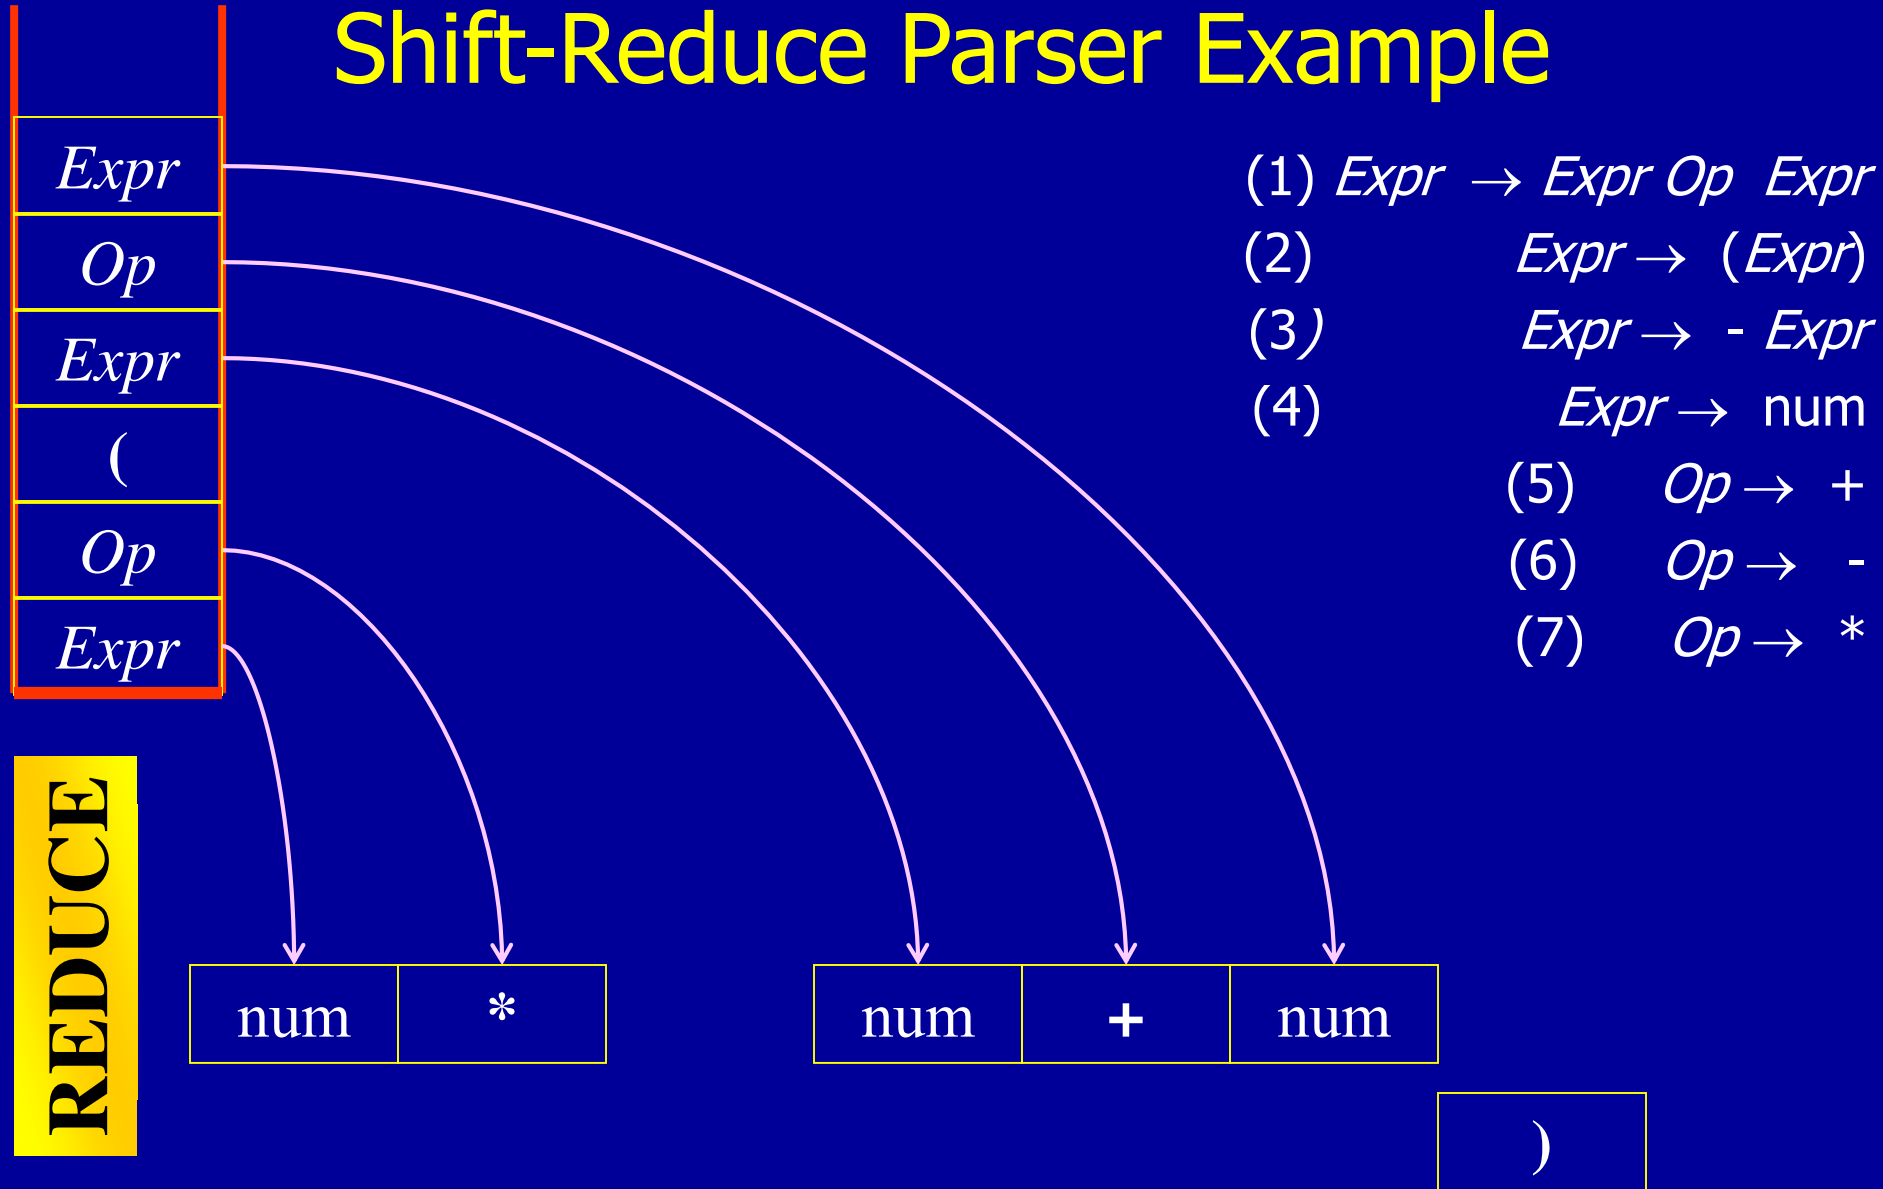 Shift-Reduce Parser Example
Expr
Op
Expr
(
Op
Expr
(1) Expr → Expr Op Expr
(2) Expr → (Expr)
(3) Expr → - Expr
(4) Expr → num
(5) Op → +
(6) Op → -
(7) Op → *
REDUCE
num * num + num
)